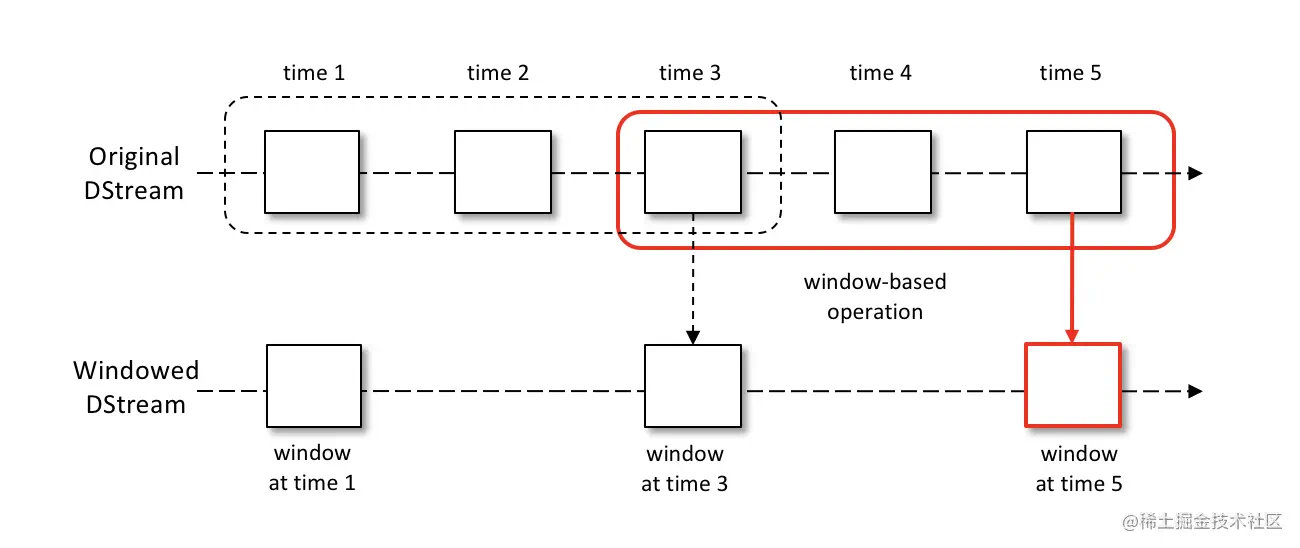 time 1
time 2
time 3
time 4
time 5
Original
DStream
window-based
operation
Windowed
DStream
window
at time 1
window
at time 3
window
at time 5
@稀土掘金技术社区